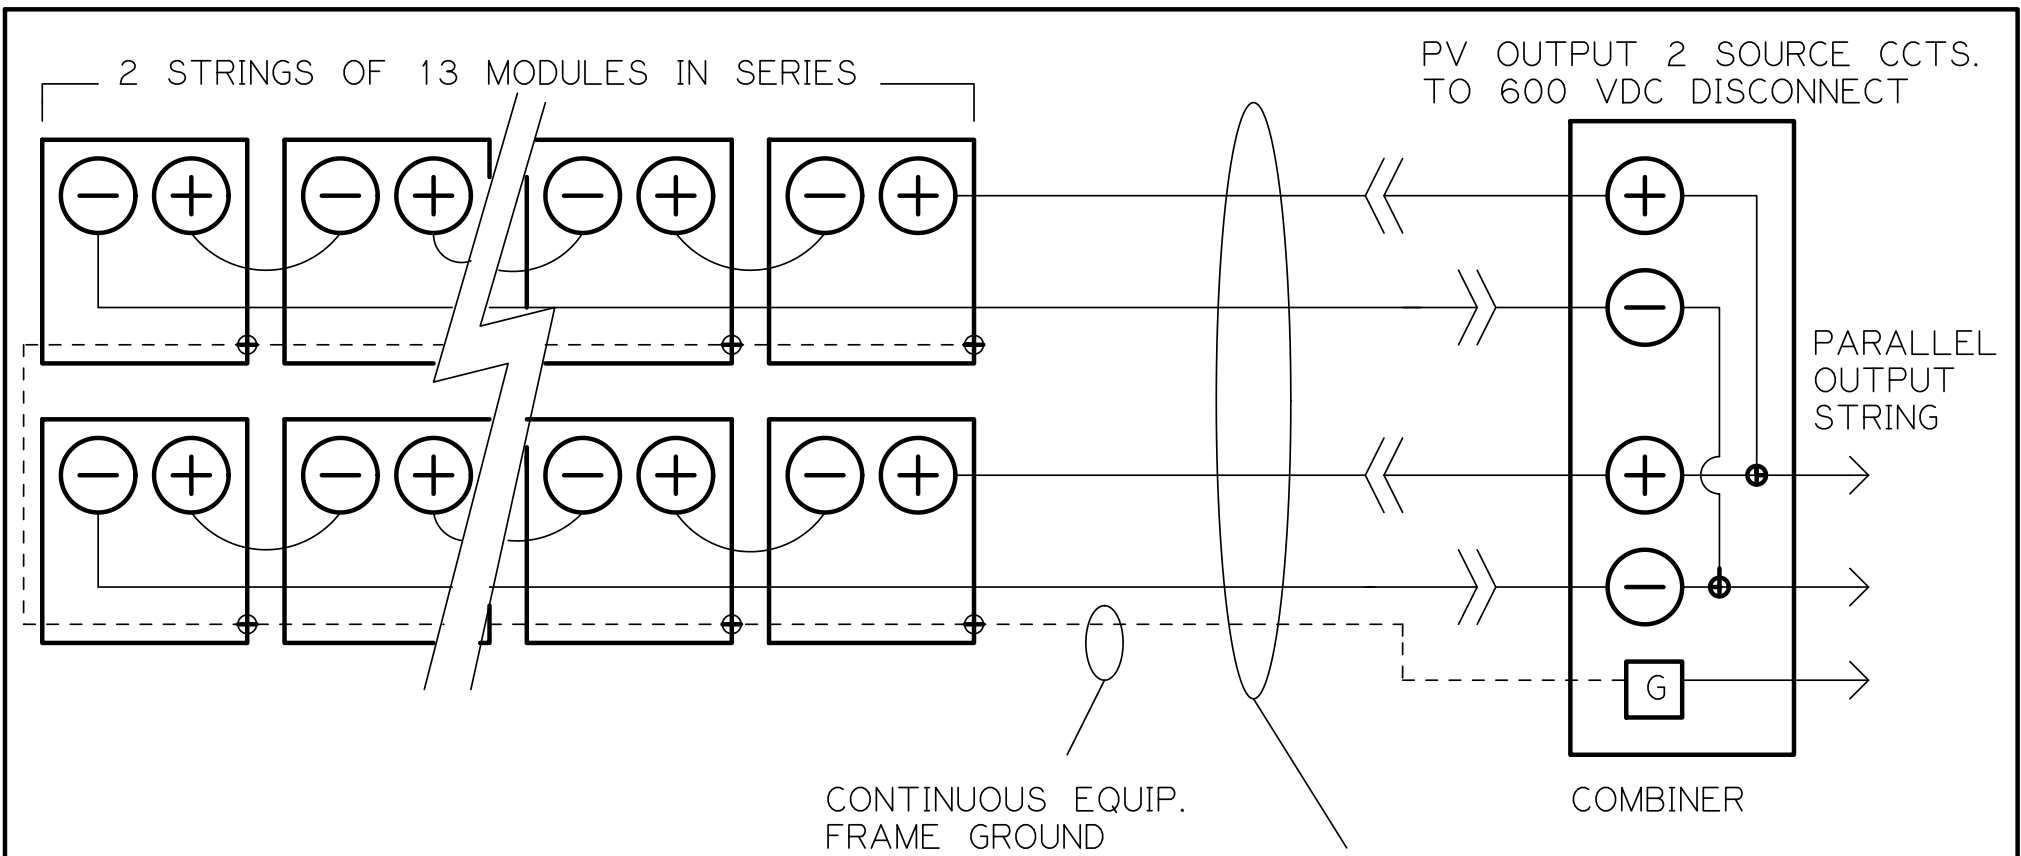 2 STRINGS OF 13 MODULES IN SERIES
PV OUTPUT 2 SOURCE CCTS.
TO 600 VDC DISCONNECT
− + − + − + − +
+
−
PARALLEL
OUTPUT
STRING
− + − + − + − +
+
−
G
CONTINUOUS EQUIP.
FRAME GROUND
COMBINER